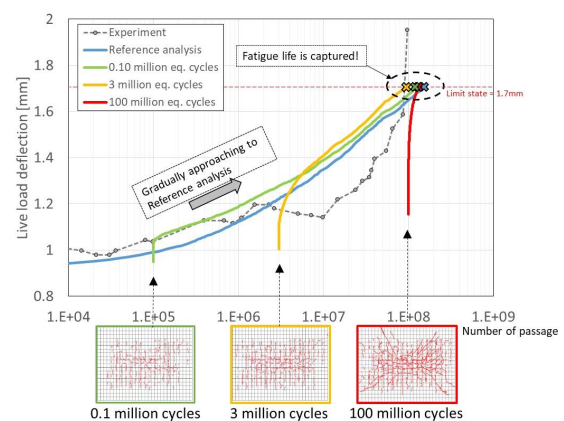 2
1.8
1.6
1.4
1.2
1
0.8
Live load deflection [mm]
Experiment
Reference analysis
0.10 million eq. cycles
3 million eq. cycles
100 million eq. cycles
Fatigue life is captured!
Limit state = 1.7mm
Gradually approaching to
Reference analysis
1.E+04
1.E+05
1.E+06
1.E+07
1.E+08
1.E+09
Number of passage
0.1 million cycles
3 million cycles
100 million cycles